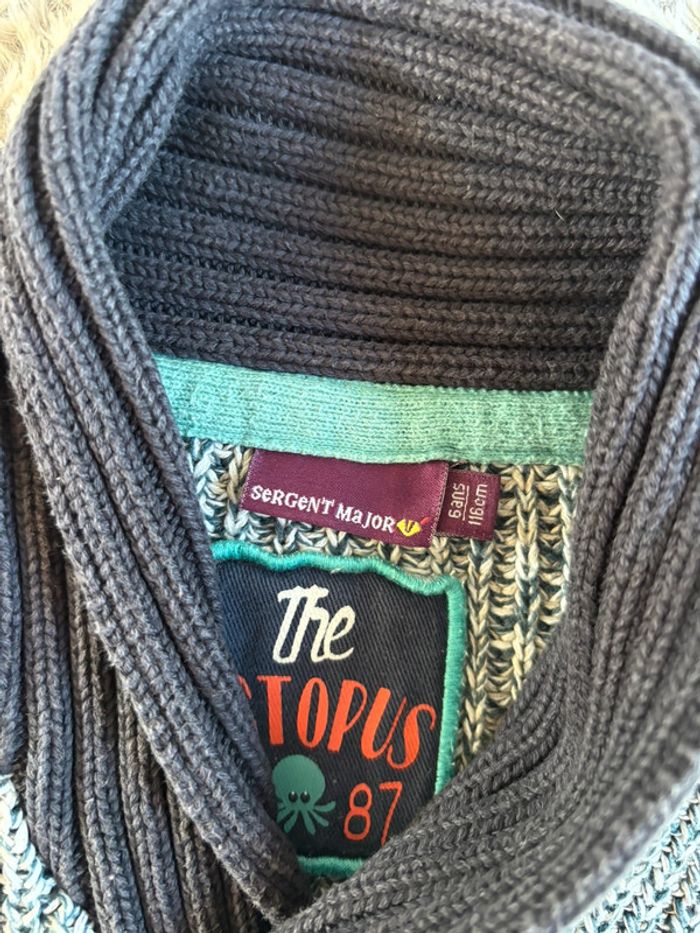 SeRGeNT MaJOR
6ans
116cm
The
CTOPUS
87